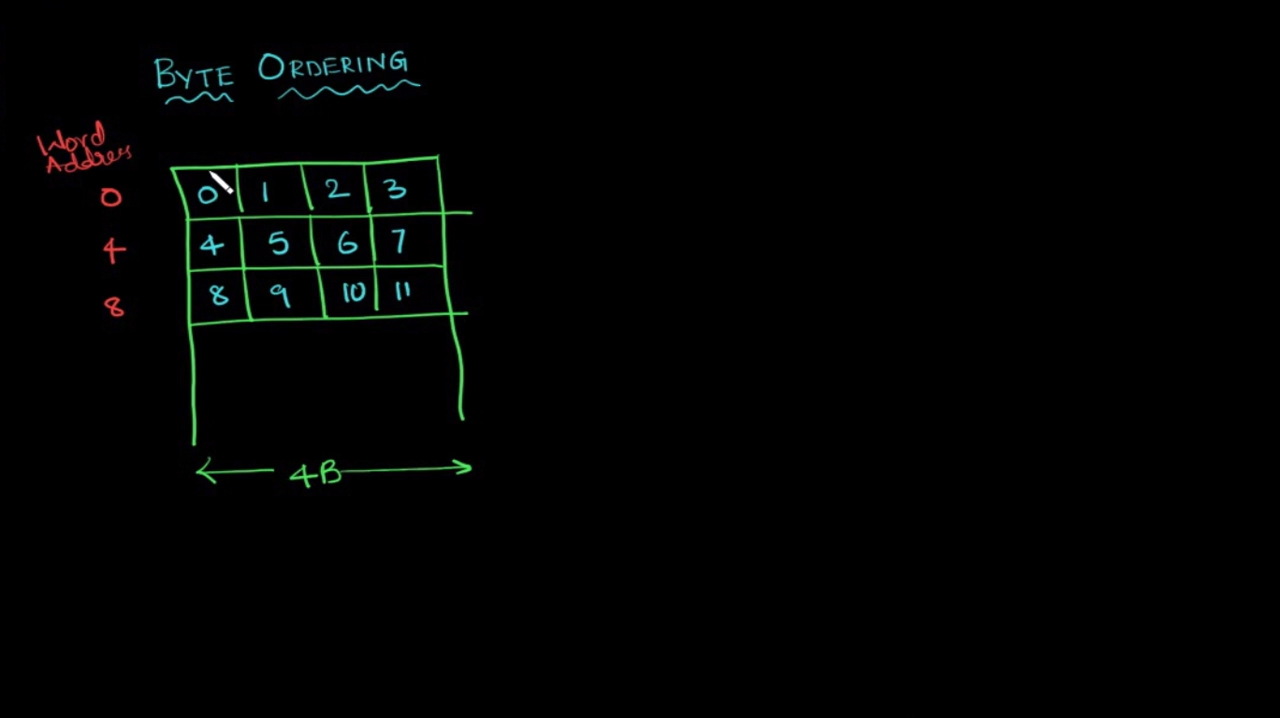 BYTE ORDERING
Word
Address
0 0 1 2 3
4 4 5 6 7
8 8 9 10 11
4B